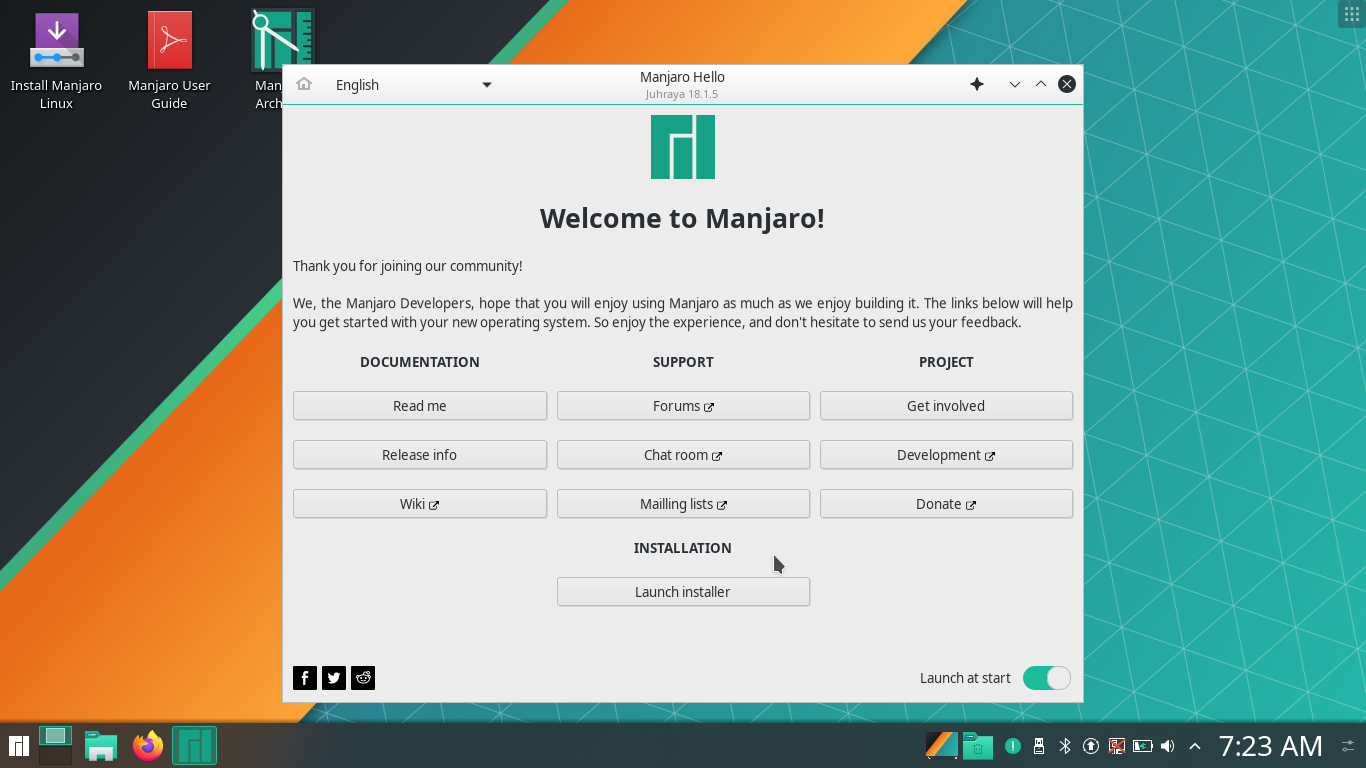 Install Manjaro
Linux
Manjaro User
Guide
English
Manjaro Hello
Juhraya 18.1.5
Welcome to Manjaro!
Thank you for joining our community!
We, the Manjaro Developers, hope that you will enjoy using Manjaro as much as we enjoy building it. The links below will help
you get started with your new operating system. So enjoy the experience, and don't hesitate to send us your feedback.
DOCUMENTATION
SUPPORT
PROJECT
Read me
Forums
Get involved
Release info
Chat room
Development
Wiki
Mailling lists
Donate
INSTALLATION
Launch installer
Launch at start
7:23 AM